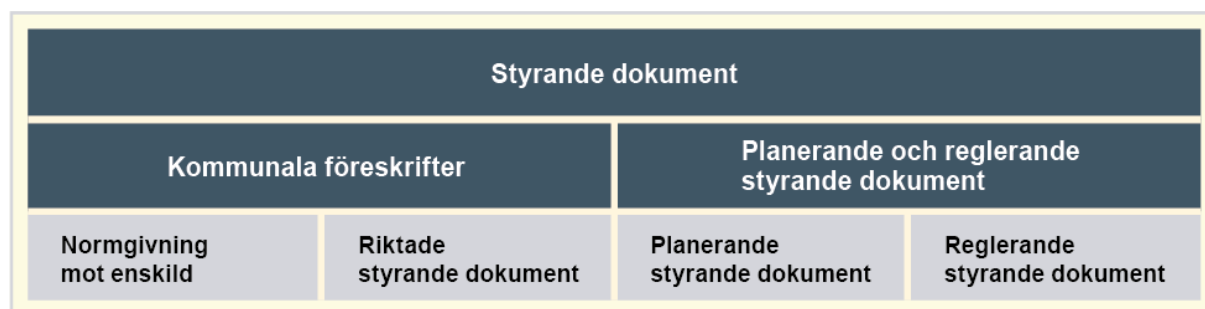 Styrande dokument
Kommunala föreskrifter
Planerande och reglerande
styrande dokument
Normgivning
mot enskild
Riktade
styrande dokument
Planerande
styrande dokument
Reglerande
styrande dokument